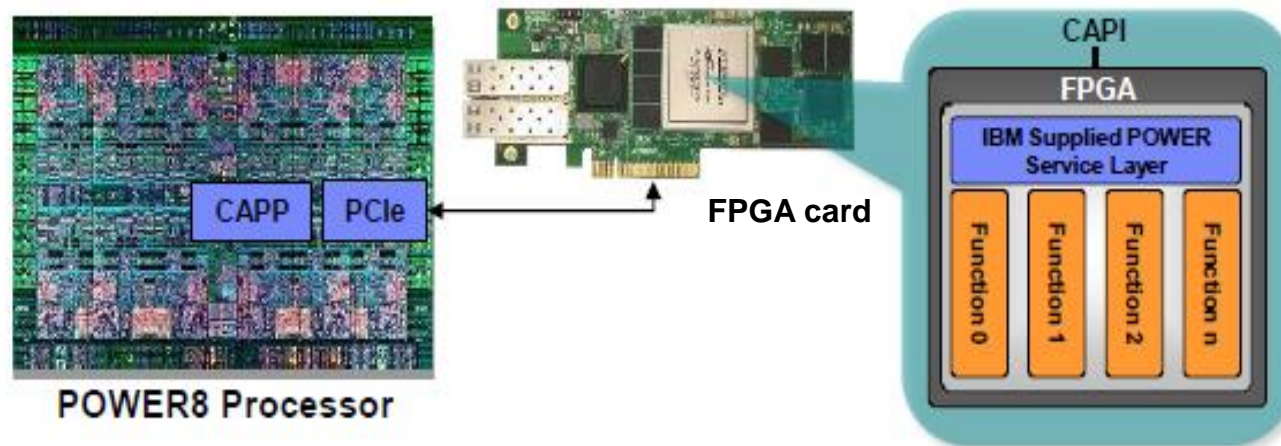 CAPP
PCIe
POWER8 Processor
FPGA card
CAPI
FPGA
IBM Supplied POWER
Service Layer
Function 0
Function 1
Function 2
Function n